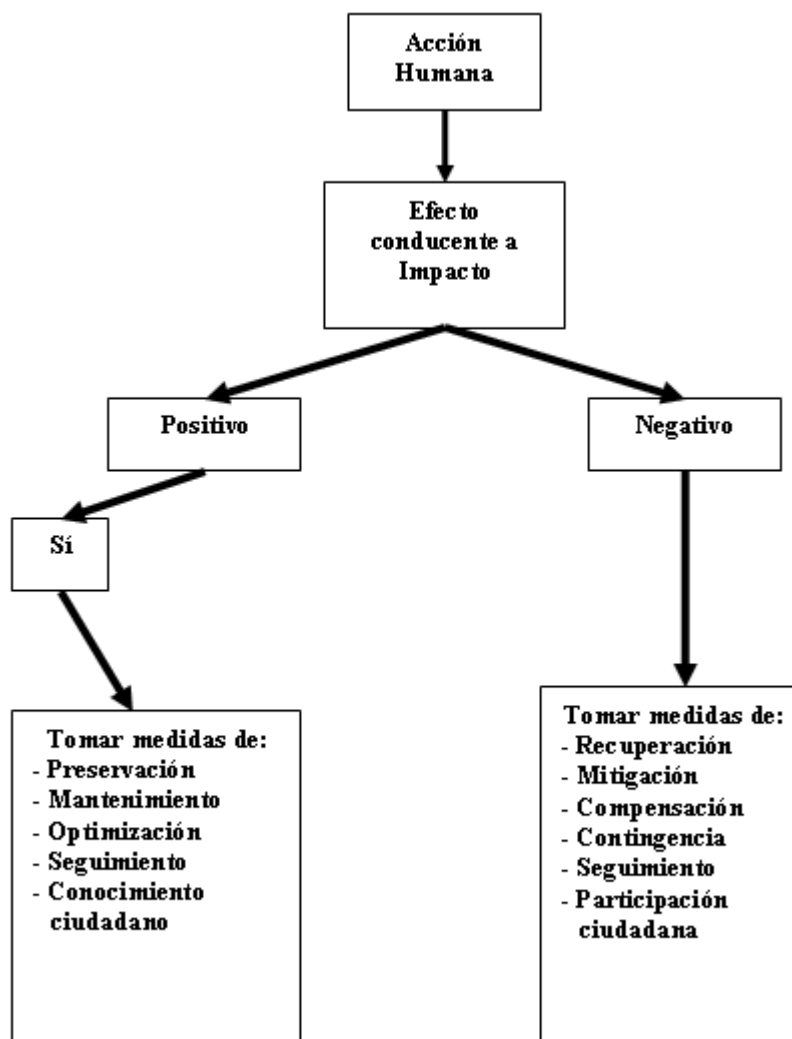 Acción
Humana
Efecto
conducente a
Impacto
Positivo
Negativo
Sí
Tomar medidas de:
- Preservación
- Mantenimiento
- Optimización
- Seguimiento
- Conocimiento
ciudadano
Tomar medidas de:
- Recuperación
- Mitigación
- Compensación
- Contingencia
- Seguimiento
- Participación
ciudadana